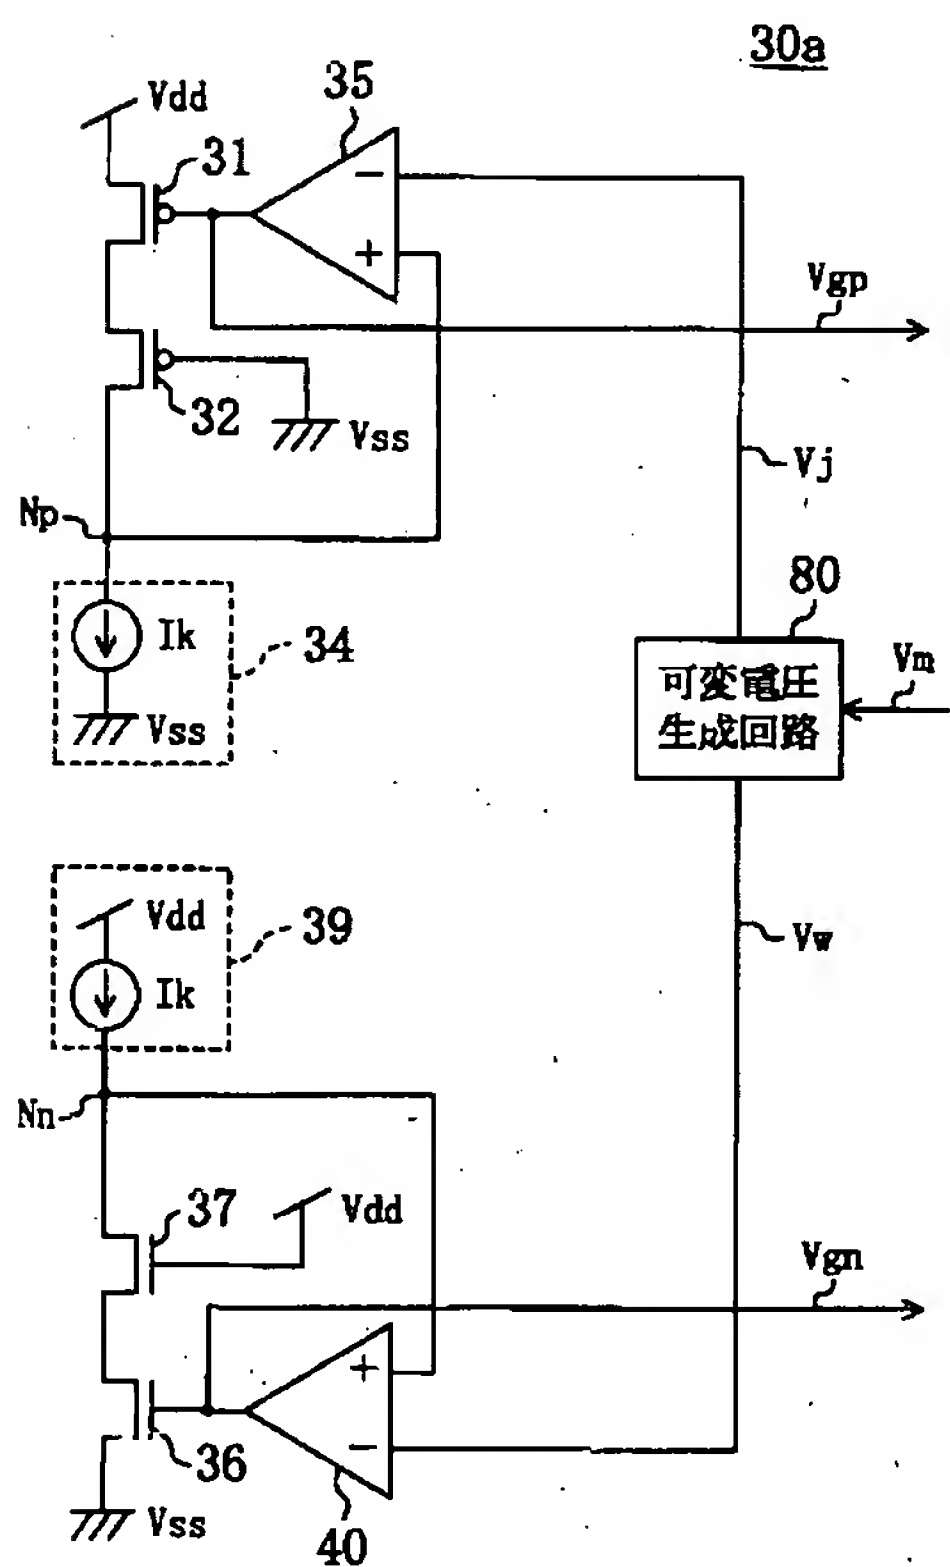 30a
35
Vdd
31
−
+
Vgp
32
Vss
Vj
Np
80
Ik
34
Vm
可変電圧
生成回路
Vss
Vdd
39
Vw
Ik
Nn
37
Vdd
Vgn
+
−
36
Vss
40